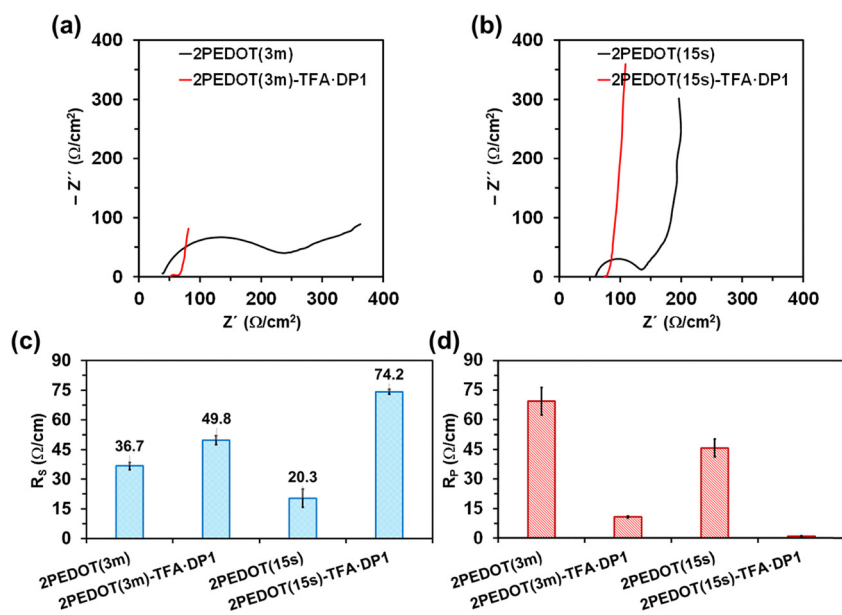 (a)
400
300
200
100
0
0
100
200
300
400
− Z´´ (Ω/cm²)
Z´ (Ω/cm²)
2PEDOT(3m)
2PEDOT(3m)-TFA·DP1
(b)
400
300
200
100
0
0
100
200
300
400
− Z´´ (Ω/cm²)
Z´ (Ω/cm²)
2PEDOT(15s)
2PEDOT(15s)-TFA·DP1
(c)
90
75
60
45
30
15
0
R_S (Ω/cm)
36.7
49.8
20.3
74.2
2PEDOT(3m)
2PEDOT(3m)-TFA·DP1
2PEDOT(15s)
2PEDOT(15s)-TFA·DP1
(d)
90
75
60
45
30
15
0
R_P (Ω/cm)
2PEDOT(3m)
2PEDOT(3m)-TFA·DP1
2PEDOT(15s)
2PEDOT(15s)-TFA·DP1